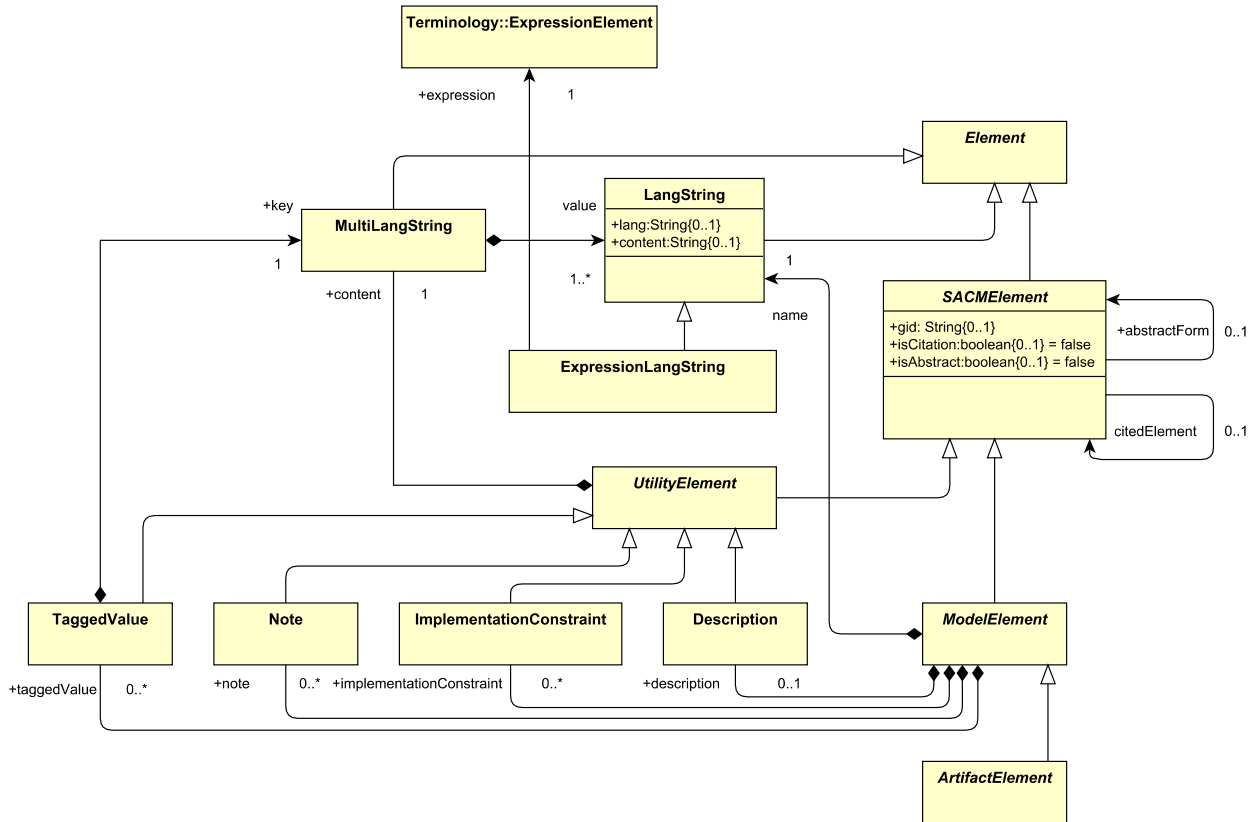 Terminology::ExpressionElement
+expression 1
Element
+key
value
LangString
MultiLangString
+lang:String{0..1}
+content:String{0..1}
1
1..*
1
+content 1
name
SACMElement
+gid: String{0..1}
+isCitation:boolean{0..1} = false
+isAbstract:boolean{0..1} = false
+abstractForm 0..1
ExpressionLangString
citedElement 0..1
UtilityElement
TaggedValue
Note
ImplementationConstraint
Description
ModelElement
+taggedValue 0..*
+note 0..*
+implementationConstraint 0..*
+description 0..1
ArtifactElement